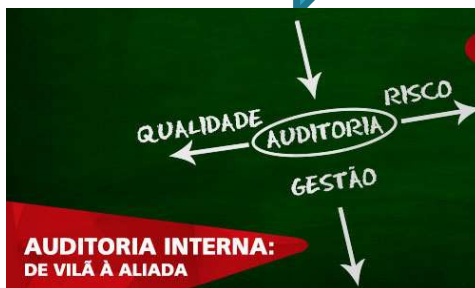 RISCO
QUALIDADE
AUDITORIA
GESTÃO
AUDITORIA INTERNA:
DE VILÃ À ALIADA